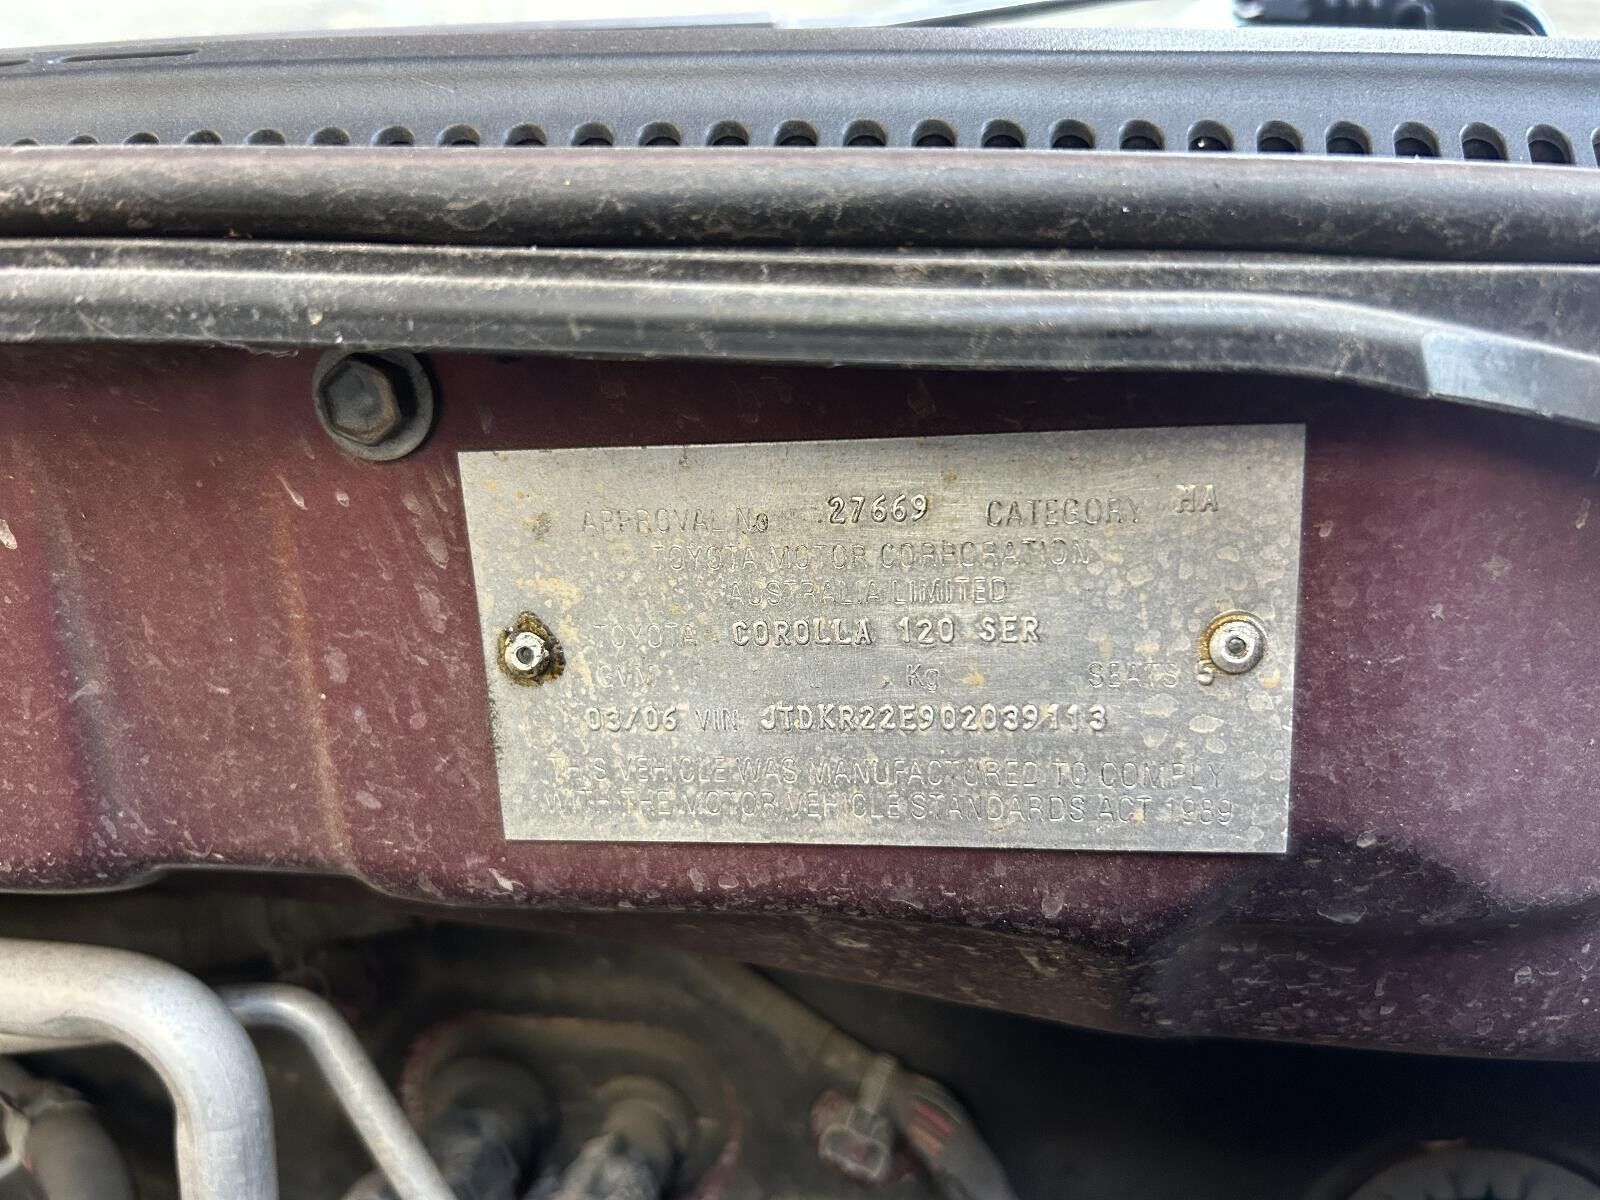 APPROVAL No 27669 CATEGORY MA
TOYOTA MOTOR CORPORATION
AUSTRALIA LIMITED
TOYOTA COROLLA 120 SER
GVM Kg SEATS 5
03/06 VIN JTDKR22E902039113
THIS VEHICLE WAS MANUFACTURED TO COMPLY
WITH THE MOTOR VEHICLE STANDARDS ACT 1989